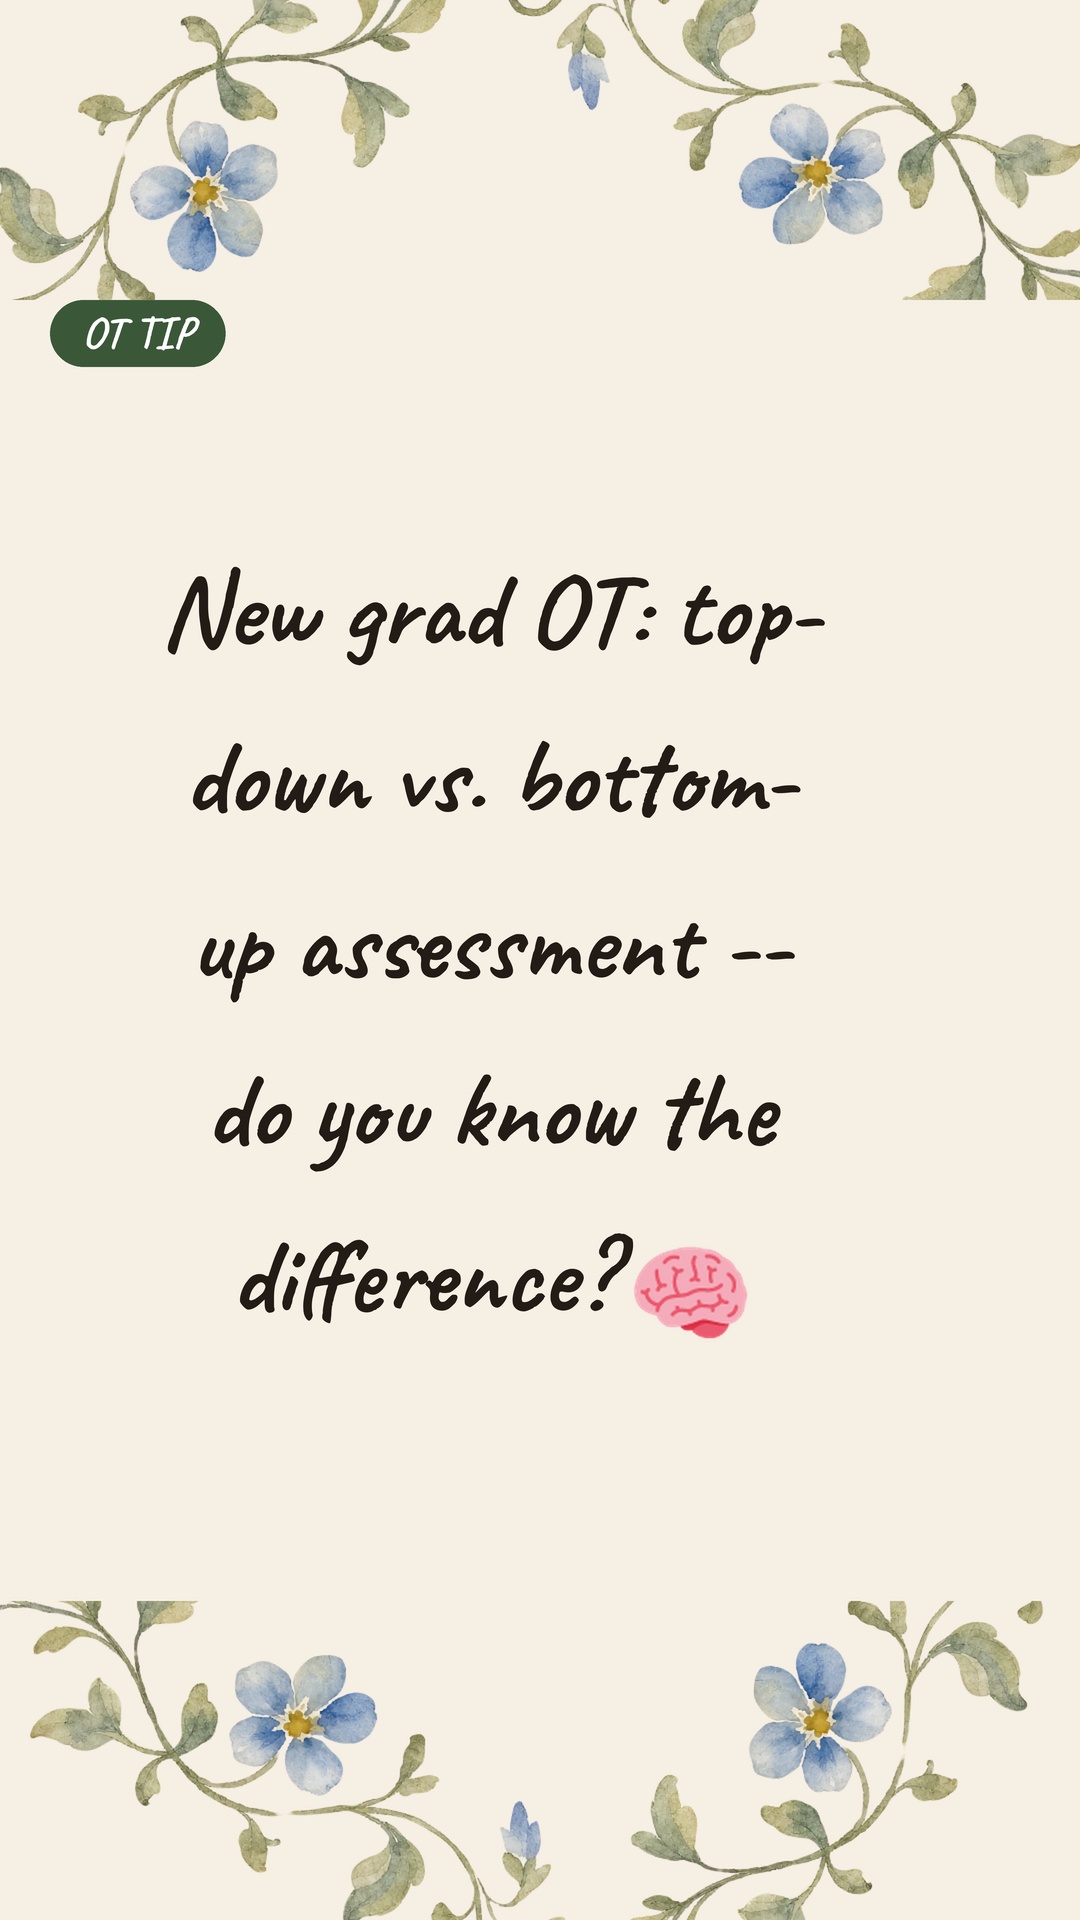 OT TIP
New grad OT: top-
down vs. bottom-
up assessment --
do you know the
difference?🧠